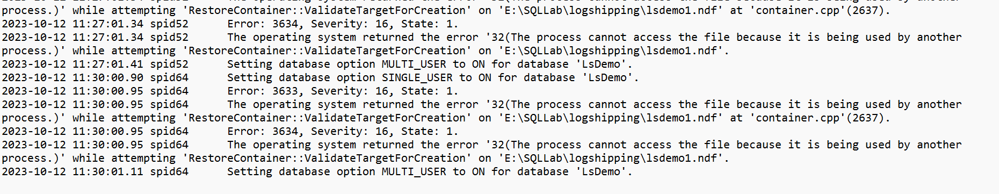 process.)' while attempting 'RestoreContainer::ValidateTargetForCreation' on 'E:\SQLLab\logshipping\lsdemo1.ndf' at 'container.cpp'(2637).
2023-10-12 11:27:01.34 spid52      Error: 3634, Severity: 16, State: 1.
2023-10-12 11:27:01.34 spid52      The operating system returned the error '32(The process cannot access the file because it is being used by another
process.)' while attempting 'RestoreContainer::ValidateTargetForCreation' on 'E:\SQLLab\logshipping\lsdemo1.ndf'.
2023-10-12 11:27:01.41 spid52      Setting database option MULTI_USER to ON for database 'LsDemo'.
2023-10-12 11:30:00.90 spid64      Setting database option SINGLE_USER to ON for database 'LsDemo'.
2023-10-12 11:30:00.95 spid64      Error: 3633, Severity: 16, State: 1.
2023-10-12 11:30:00.95 spid64      The operating system returned the error '32(The process cannot access the file because it is being used by another
process.)' while attempting 'RestoreContainer::ValidateTargetForCreation' on 'E:\SQLLab\logshipping\lsdemo1.ndf' at 'container.cpp'(2637).
2023-10-12 11:30:00.95 spid64      Error: 3634, Severity: 16, State: 1.
2023-10-12 11:30:00.95 spid64      The operating system returned the error '32(The process cannot access the file because it is being used by another
process.)' while attempting 'RestoreContainer::ValidateTargetForCreation' on 'E:\SQLLab\logshipping\lsdemo1.ndf'.
2023-10-12 11:30:01.11 spid64      Setting database option MULTI_USER to ON for database 'LsDemo'.